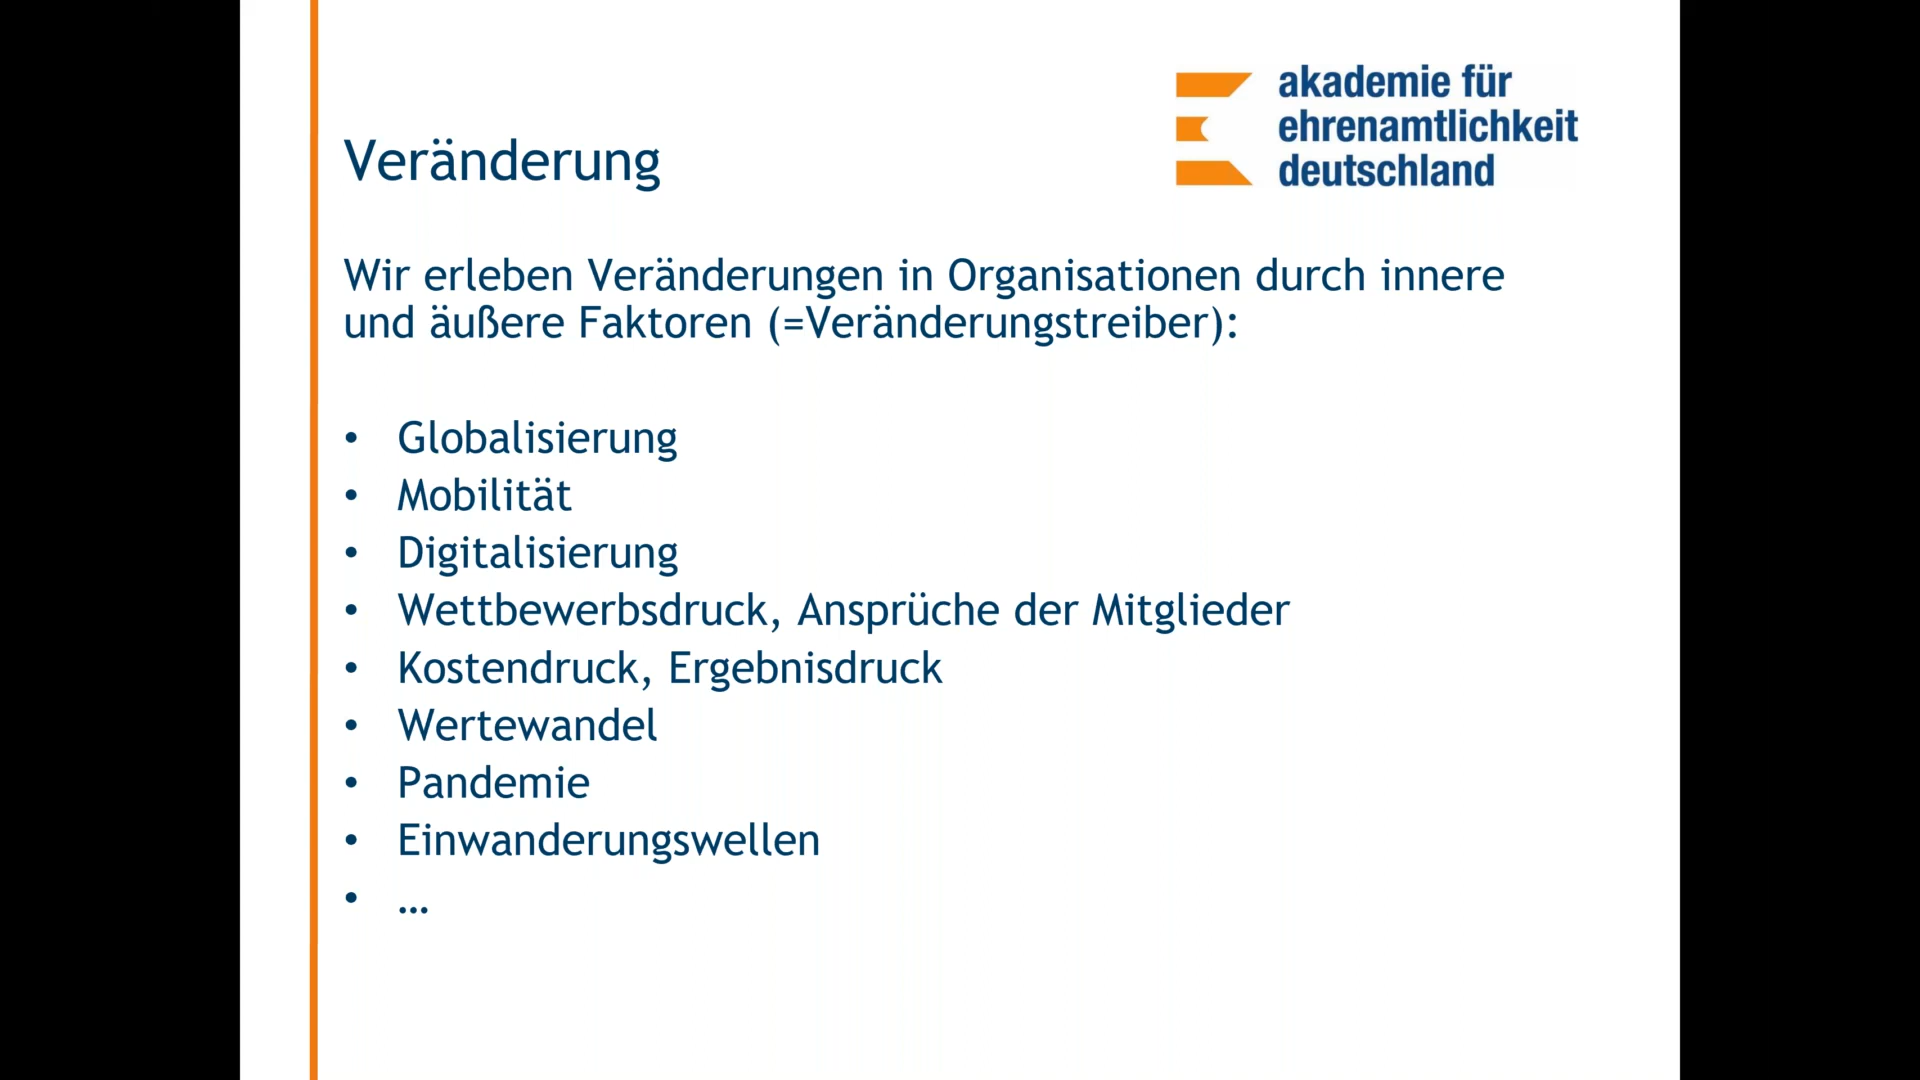 akademie für
ehrenamtlichkeit
deutschland
Veränderung
Wir erleben Veränderungen in Organisationen durch innere
und äußere Faktoren (=Veränderungstreiber):
• Globalisierung
• Mobilität
• Digitalisierung
• Wettbewerbsdruck, Ansprüche der Mitglieder
• Kostendruck, Ergebnisdruck
• Wertewandel
• Pandemie
• Einwanderungswellen
• …